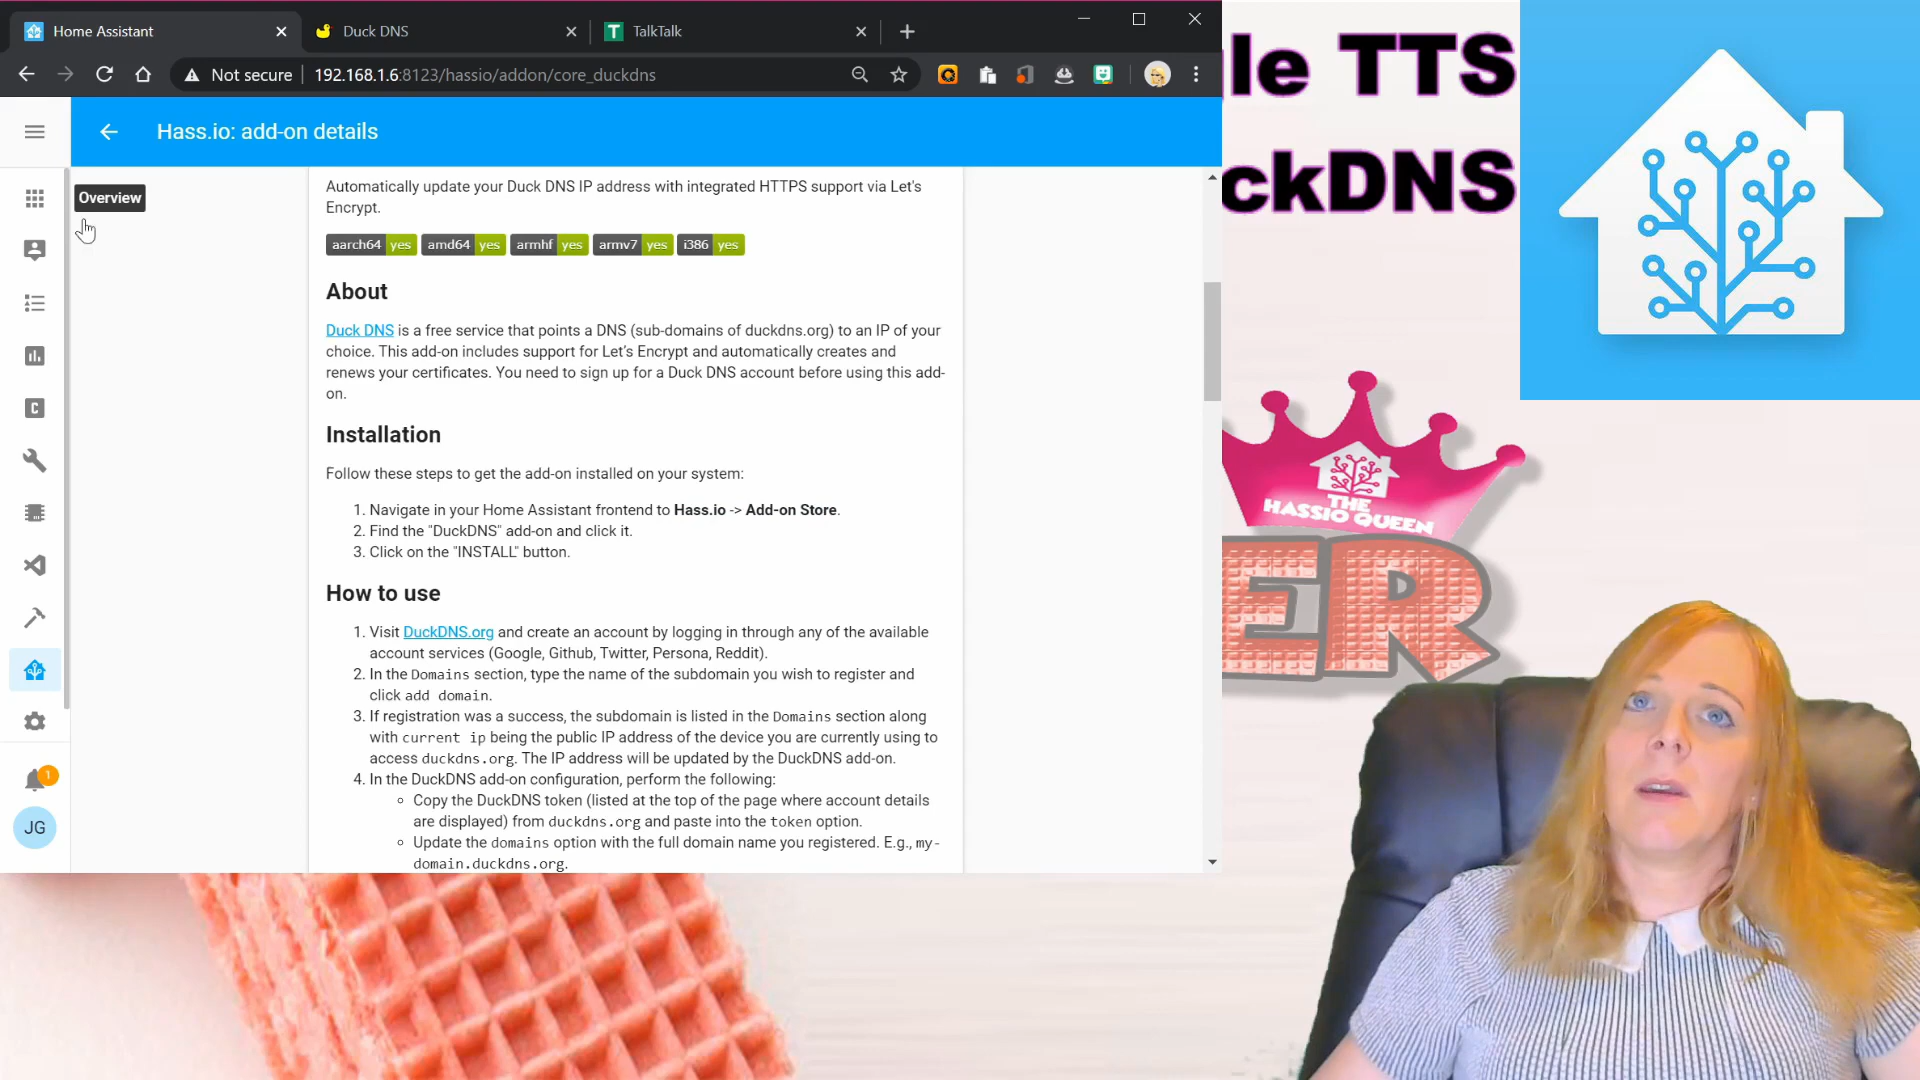 Home Assistant
Duck DNS
T TalkTalk
Not secure 192.168.1.6:8123/hassio/addon/core_duckdns
Hass.io: add-on details
Overview
Automatically update your Duck DNS IP address with integrated HTTPS support via Let's
Encrypt.
aarch64 yes amd64 yes armhf yes armv7 yes i386 yes
About
Duck DNS is a free service that points a DNS (sub-domains of duckdns.org) to an IP of your
choice. This add-on includes support for Let's Encrypt and automatically creates and
renews your certificates. You need to sign up for a Duck DNS account before using this add-
on.
Installation
Follow these steps to get the add-on installed on your system:
1. Navigate in your Home Assistant frontend to Hass.io -> Add-on Store.
2. Find the "DuckDNS" add-on and click it.
3. Click on the "INSTALL" button.
How to use
1. Visit DuckDNS.org and create an account by logging in through any of the available
account services (Google, Github, Twitter, Persona, Reddit).
2. In the Domains section, type the name of the subdomain you wish to register and
click add domain.
3. If registration was a success, the subdomain is listed in the Domains section along
with current ip being the public IP address of the device you are currently using to
access duckdns.org. The IP address will be updated by the DuckDNS add-on.
4. In the DuckDNS add-on configuration, perform the following:
Copy the DuckDNS token (listed at the top of the page where account details
are displayed) from duckdns.org and paste into the token option.
Update the domains option with the full domain name you registered. E.g., my-
domain.duckdns.org.
C
1
JG
le TTS
ckDNS
THE
HASSIO QUEEN
ER